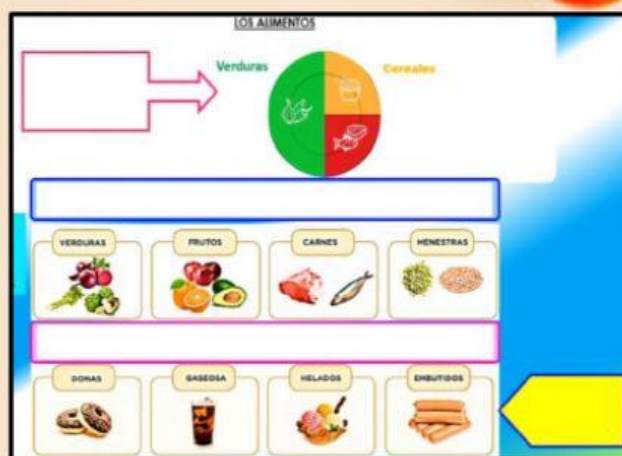 LOS ALIMENTOS
Verduras
Cereales
VERDURAS
FRUTOS
CARNES
MENESTRAS
DONAS
GASEOSA
HELADOS
EMBUTIDOS